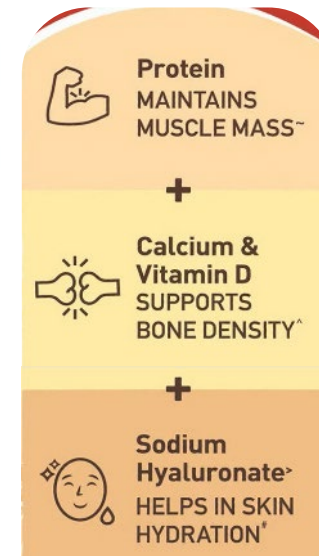 Protein
MAINTAINS
MUSCLE MASS~
+
Calcium &
Vitamin D
SUPPORTS
BONE DENSITY^
+
Sodium
Hyaluronate>
HELPS IN SKIN
HYDRATION#